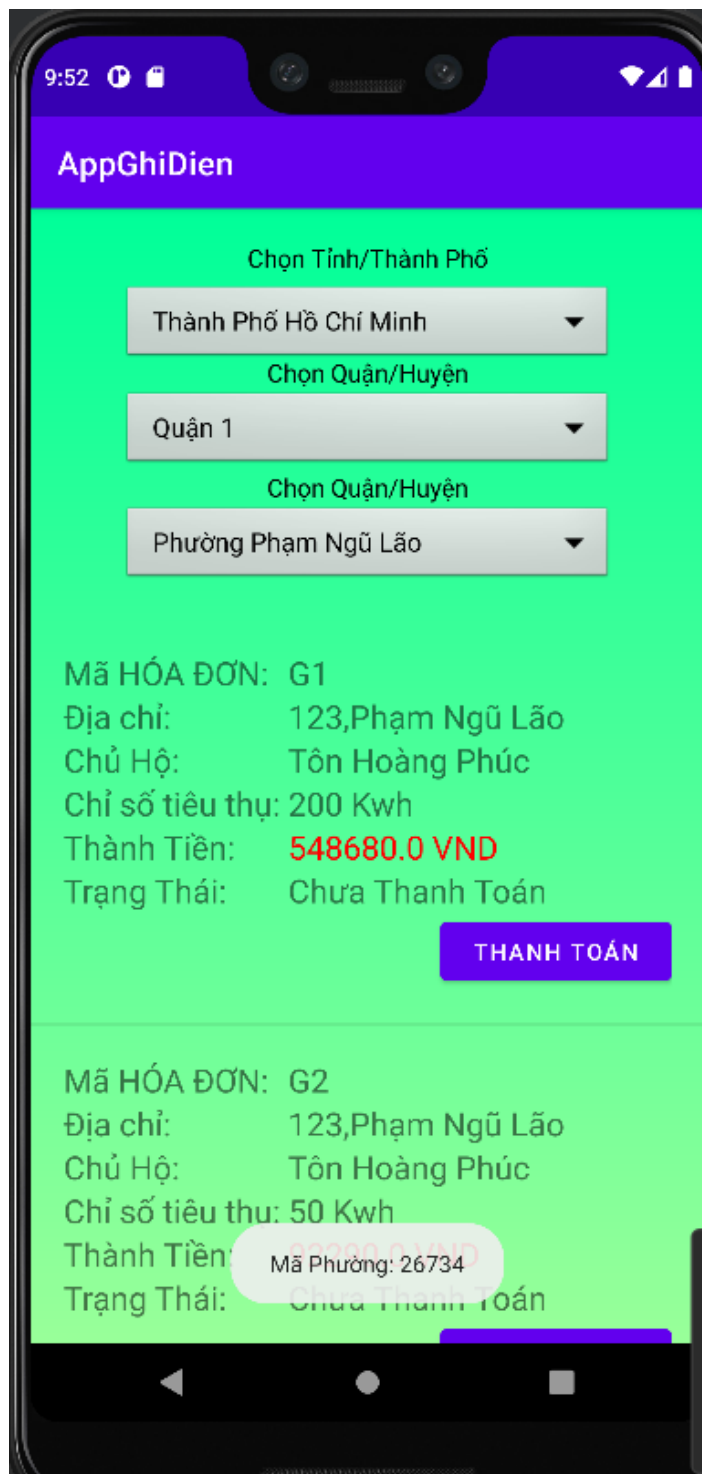 9:52
AppGhiDien
Chọn Tỉnh/Thành Phố
Thành Phố Hồ Chí Minh
Chọn Quận/Huyện
Quận 1
Chọn Quận/Huyện
Phường Phạm Ngũ Lão
Mã HÓA ĐƠN: G1
Địa chỉ: 123,Phạm Ngũ Lão
Chủ Hộ: Tôn Hoàng Phúc
Chỉ số tiêu thụ: 200 Kwh
Thành Tiền: 548680.0 VND
Trạng Thái: Chưa Thanh Toán
THANH TOÁN
Mã HÓA ĐƠN: G2
Địa chỉ: 123,Phạm Ngũ Lão
Chủ Hộ: Tôn Hoàng Phúc
Chỉ số tiêu thụ: 50 Kwh
Thành Tiền: VND
Mã Phường: 26734
Trạng Thái: Chưa Thanh Toán